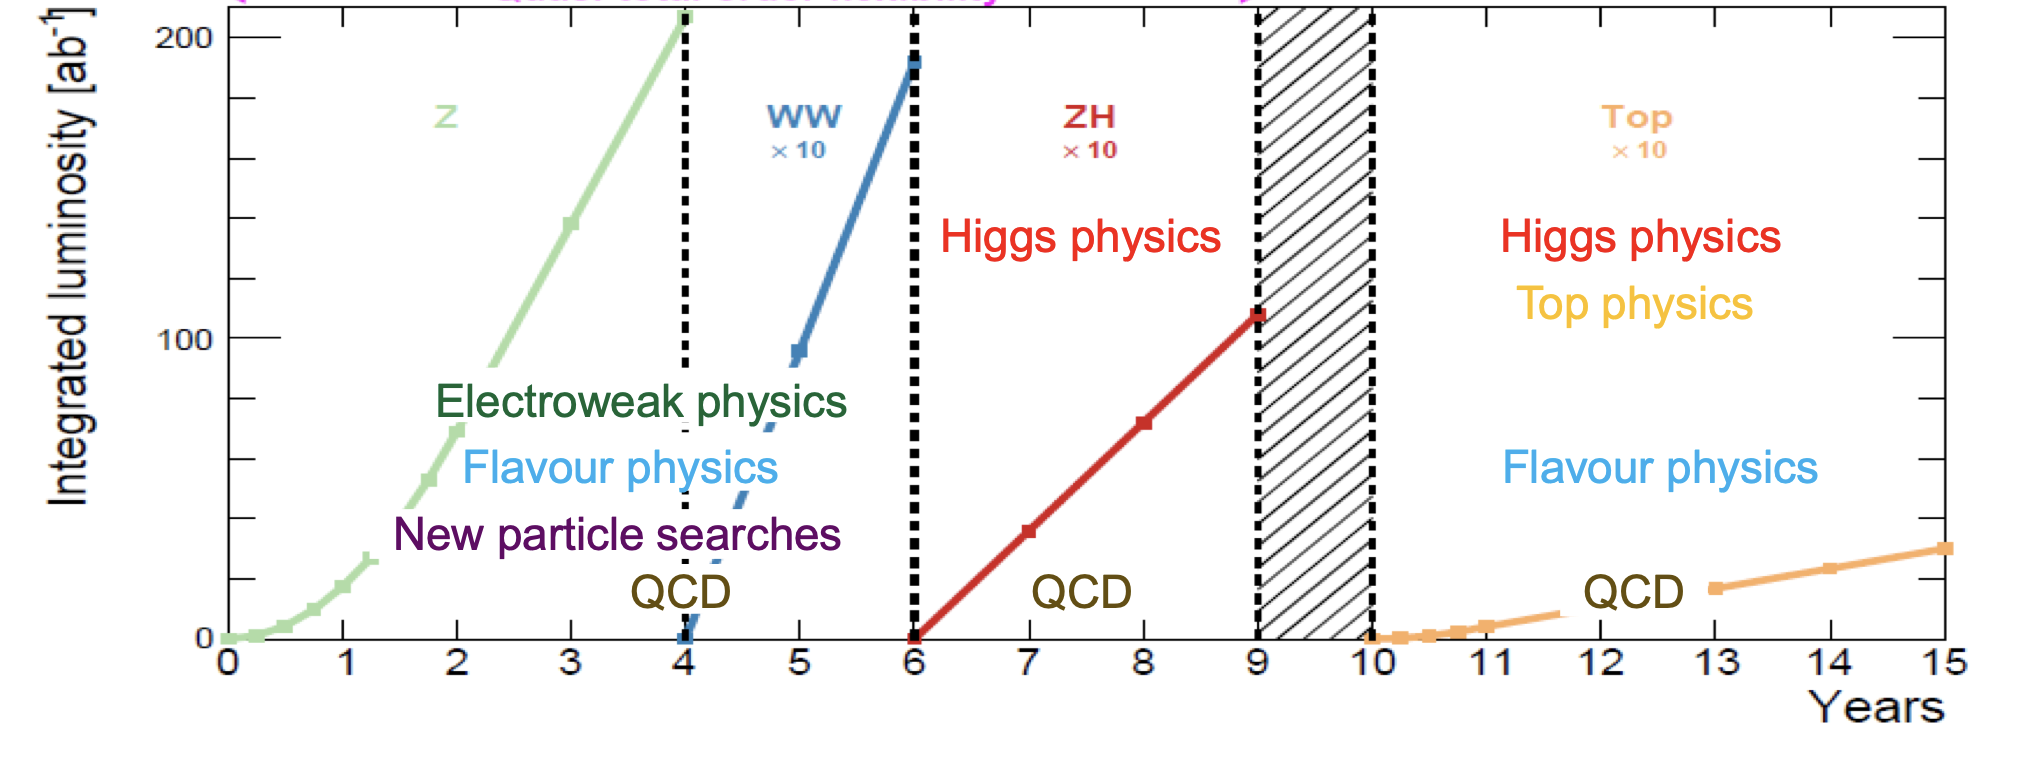 Integrated luminosity [ab-1]
200
100
0
Z
WW
× 10
ZH
× 10
Top
× 10
Higgs physics
Higgs physics
Top physics
Electroweak physics
Flavour physics
Flavour physics
New particle searches
QCD
QCD
QCD
0 1 2 3 4 5 6 7 8 9 10 11 12 13 14 15
Years